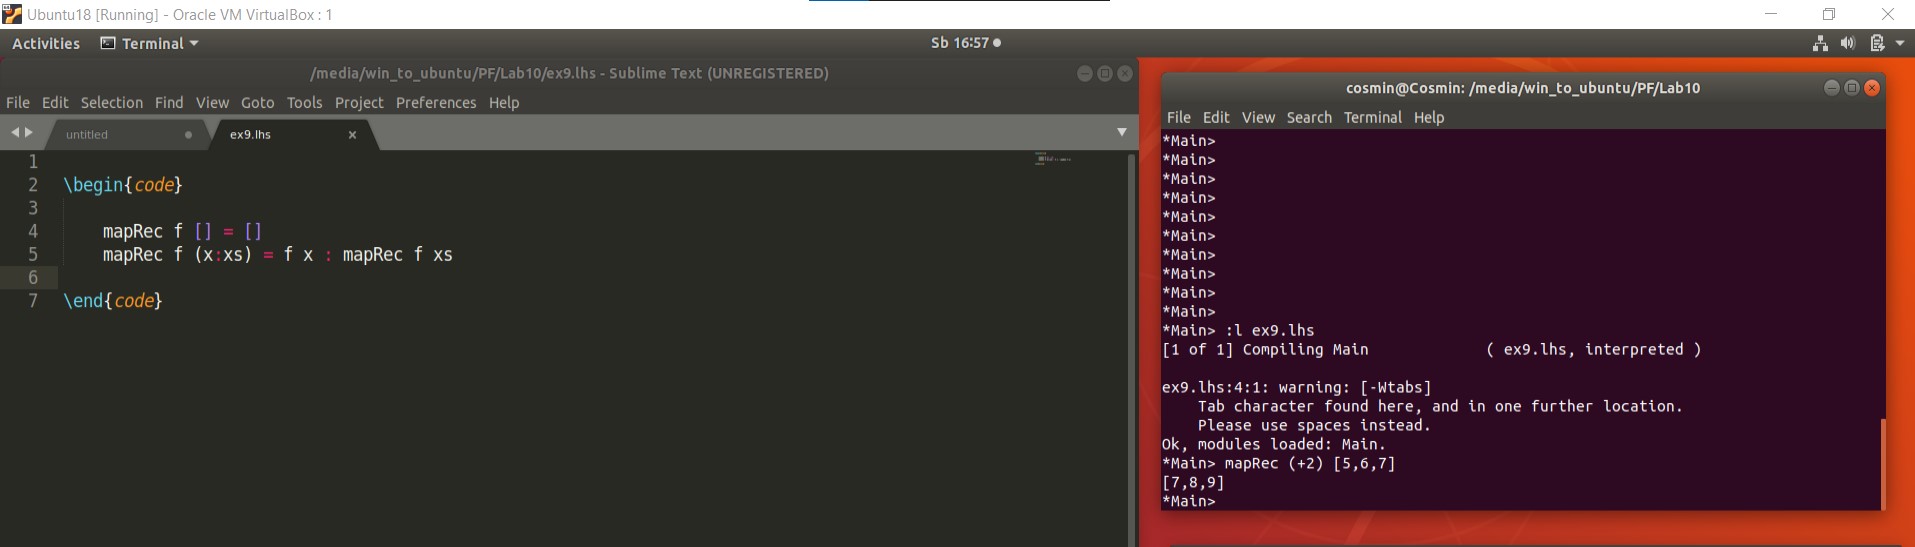 Ubuntu18 [Running] - Oracle VM VirtualBox : 1
Activities Terminal Sb 16:57
/media/win_to_ubuntu/PF/Lab10/ex9.lhs - Sublime Text (UNREGISTERED)
File Edit Selection Find View Goto Tools Project Preferences Help
untitled ex9.lhs
1
2 \begin{code}
3
4 mapRec f [] = []
5 mapRec f (x:xs) = f x : mapRec f xs
6
7 \end{code}
cosmin@Cosmin: /media/win_to_ubuntu/PF/Lab10
File Edit View Search Terminal Help
*Main>
*Main>
*Main>
*Main>
*Main>
*Main>
*Main>
*Main>
*Main>
*Main>
*Main> :l ex9.lhs
[1 of 1] Compiling Main ( ex9.lhs, interpreted )
ex9.lhs:4:1: warning: [-Wtabs]
Tab character found here, and in one further location.
Please use spaces instead.
Ok, modules loaded: Main.
*Main> mapRec (+2) [5,6,7]
[7,8,9]
*Main>